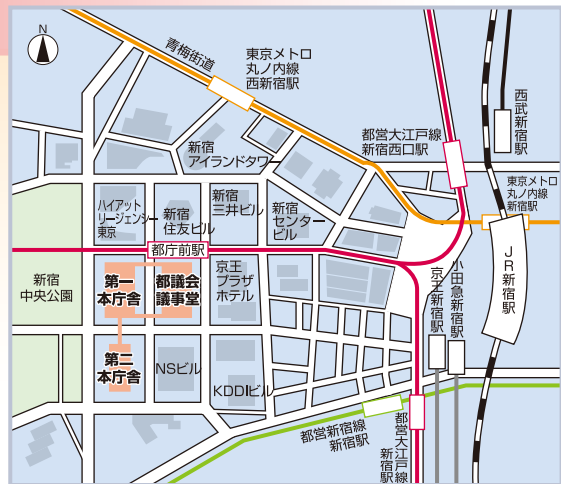 N
青梅街道
東京メトロ
丸ノ内線
西新宿駅
西武新宿駅
都営大江戸線
新宿西口駅
新宿
アイランドタワー
東京メトロ
丸ノ内線
新宿駅
ハイアット
リージェンシー
東京
新宿
住友ビル
新宿
三井ビル
新宿
センター
ビル
都庁前駅
JR新宿駅
小田急新宿駅
京王新宿駅
新宿
中央公園
第一
本庁舎
都議会
議事堂
京王
プラザ
ホテル
第二
本庁舎
NSビル
KDDIビル
都営新宿線
新宿駅
都営大江戸線
新宿駅